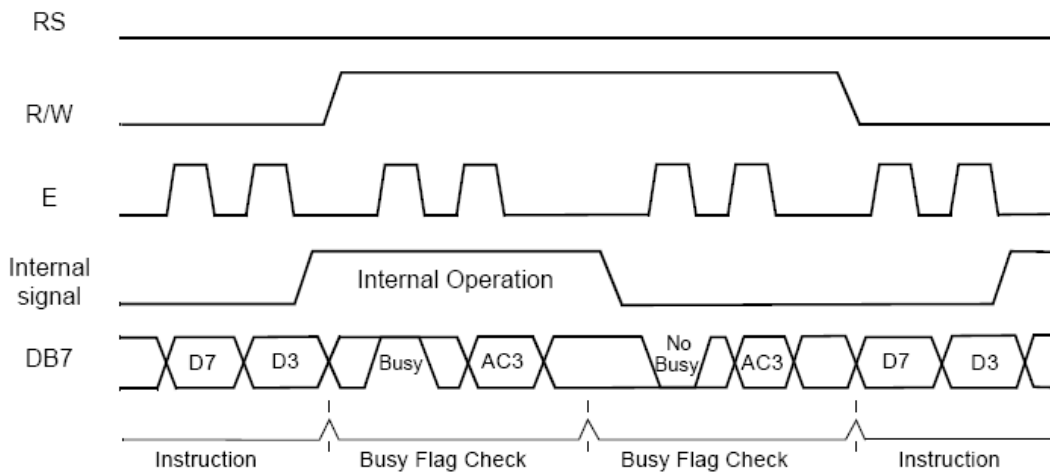 RS
R/W
E
Internal
signal
Internal Operation
DB7
D7 D3 Busy AC3 No
Busy AC3 D7 D3
Instruction Busy Flag Check Busy Flag Check Instruction